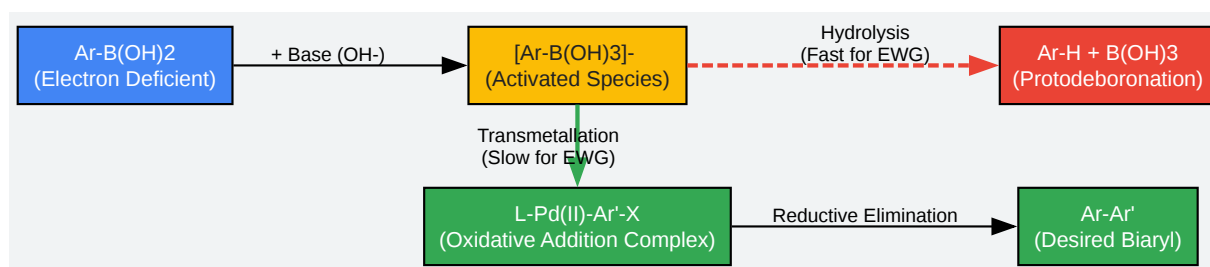 Ar-B(OH)2
(Electron Deficient)
+ Base (OH-)
[Ar-B(OH)3]-
(Activated Species)
Hydrolysis
(Fast for EWG)
Ar-H + B(OH)3
(Protodeboronation)
Transmetallation
(Slow for EWG)
L-Pd(II)-Ar'-X
(Oxidative Addition Complex)
Reductive Elimination
Ar-Ar'
(Desired Biaryl)